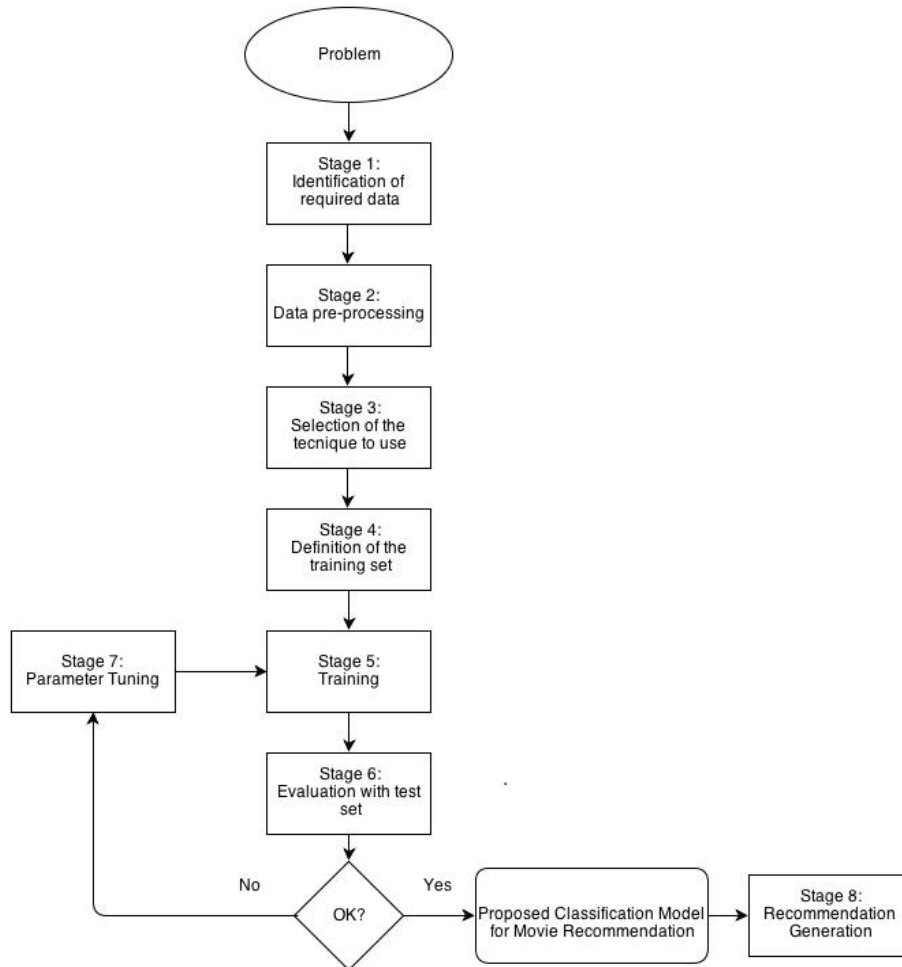 Problem
Stage 1:
Identification of
required data
Stage 2:
Data pre-processing
Stage 3:
Selection of the
tecnique to use
Stage 4:
Definition of the
training set
Stage 7:
Parameter Tuning
Stage 5:
Training
Stage 6:
Evaluation with test
set
No
OK?
Yes
Proposed Classification Model
for Movie Recommendation
Stage 8:
Recommendation
Generation